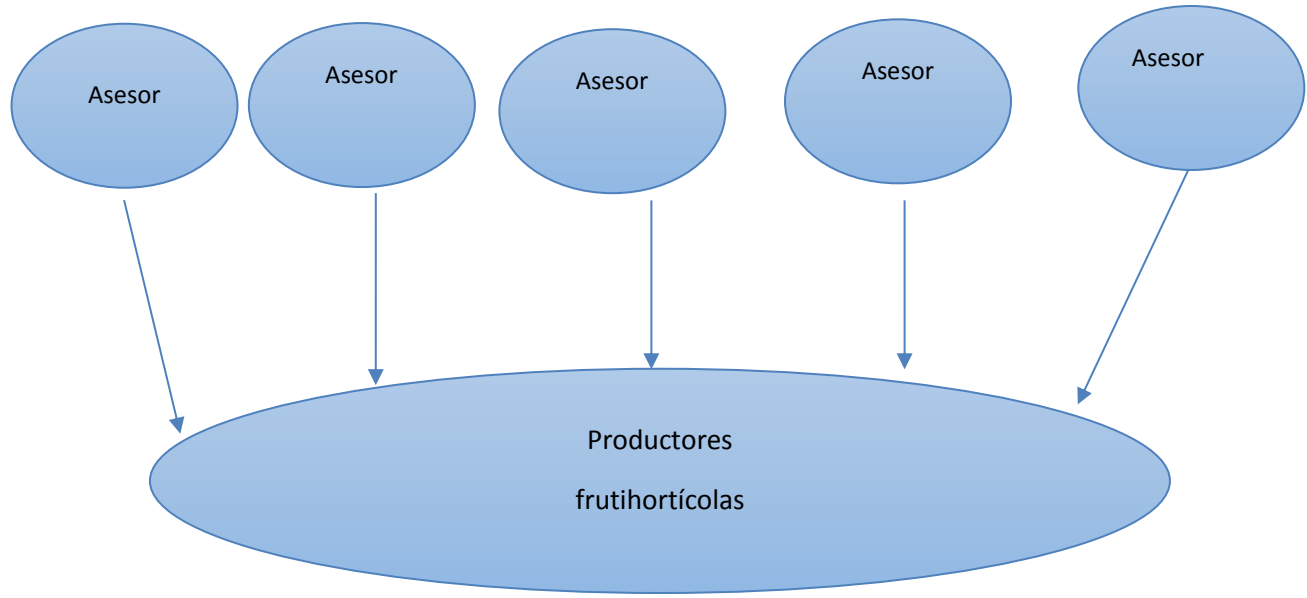 Asesor
Asesor
Asesor
Asesor
Asesor
Productores
frutihortícolas